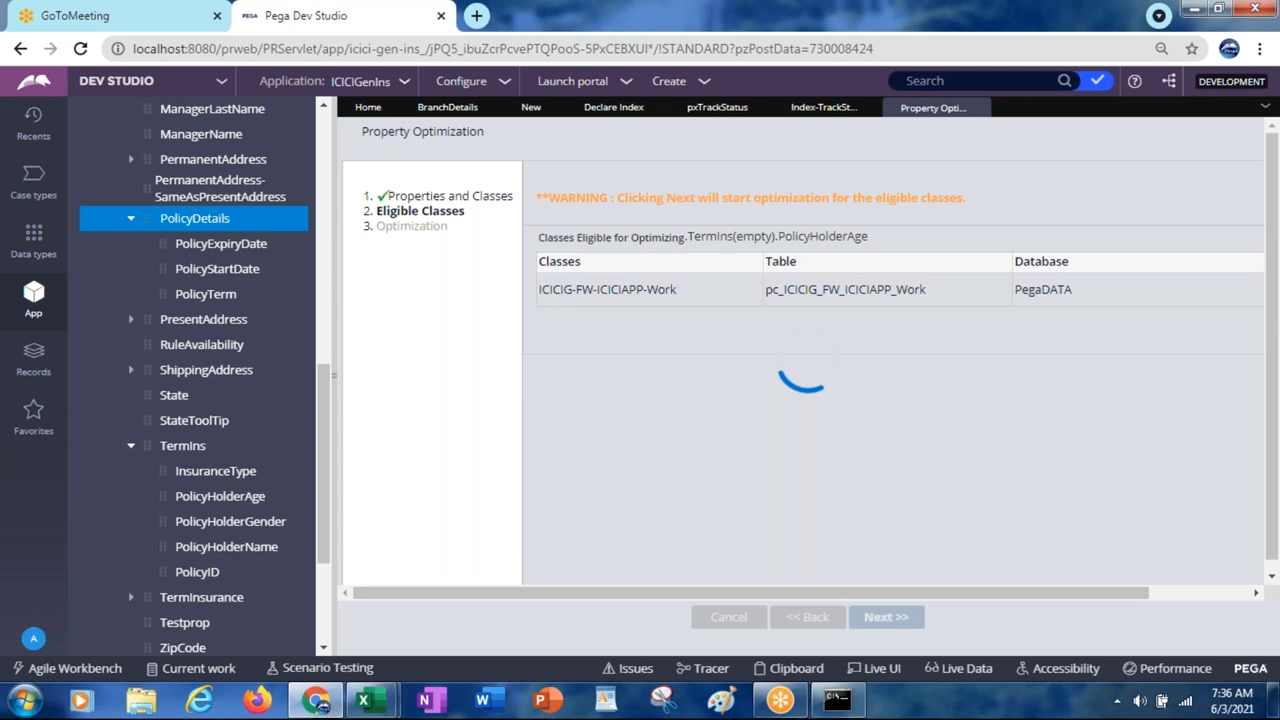 GoToMeeting
PEGA Pega Dev Studio
localhost:8080/prweb/PRServlet/app/icici-gen-ins_/jPQ5_ibuZcrPcvePTQPooS-5PxCEBXUI*/!STANDARD?pzPostData=730008424
DEV STUDIO Application: ICICIGenIns Configure Launch portal Create Search DEVELOPMENT
Recents
Case types
Data types
App
Records
Favorites
A
ManagerLastName
ManagerName
PermanentAddress
PermanentAddress-
SameAsPresentAddress
PolicyDetails
PolicyExpiryDate
PolicyStartDate
PolicyTerm
PresentAddress
RuleAvailability
ShippingAddress
State
StateToolTip
TermIns
InsuranceType
PolicyHolderAge
PolicyHolderGender
PolicyHolderName
PolicyID
TermInsurance
Testprop
ZipCode
Home BranchDetails New Declare Index pxTrackStatus Index-TrackSt... Property Opti...
Property Optimization
1. Properties and Classes
2. Eligible Classes
3. Optimization
**WARNING : Clicking Next will start optimization for the eligible classes.
Classes Eligible for Optimizing.TermIns(empty).PolicyHolderAge
Classes Table Database
ICICIG-FW-ICICIAPP-Work pc_ICICIG_FW_ICICIAPP_Work PegaDATA
Cancel << Back Next >>
Agile Workbench Current work Scenario Testing Issues Tracer Clipboard Live UI Live Data Accessibility Performance PEGA
7:36 AM
6/3/2021